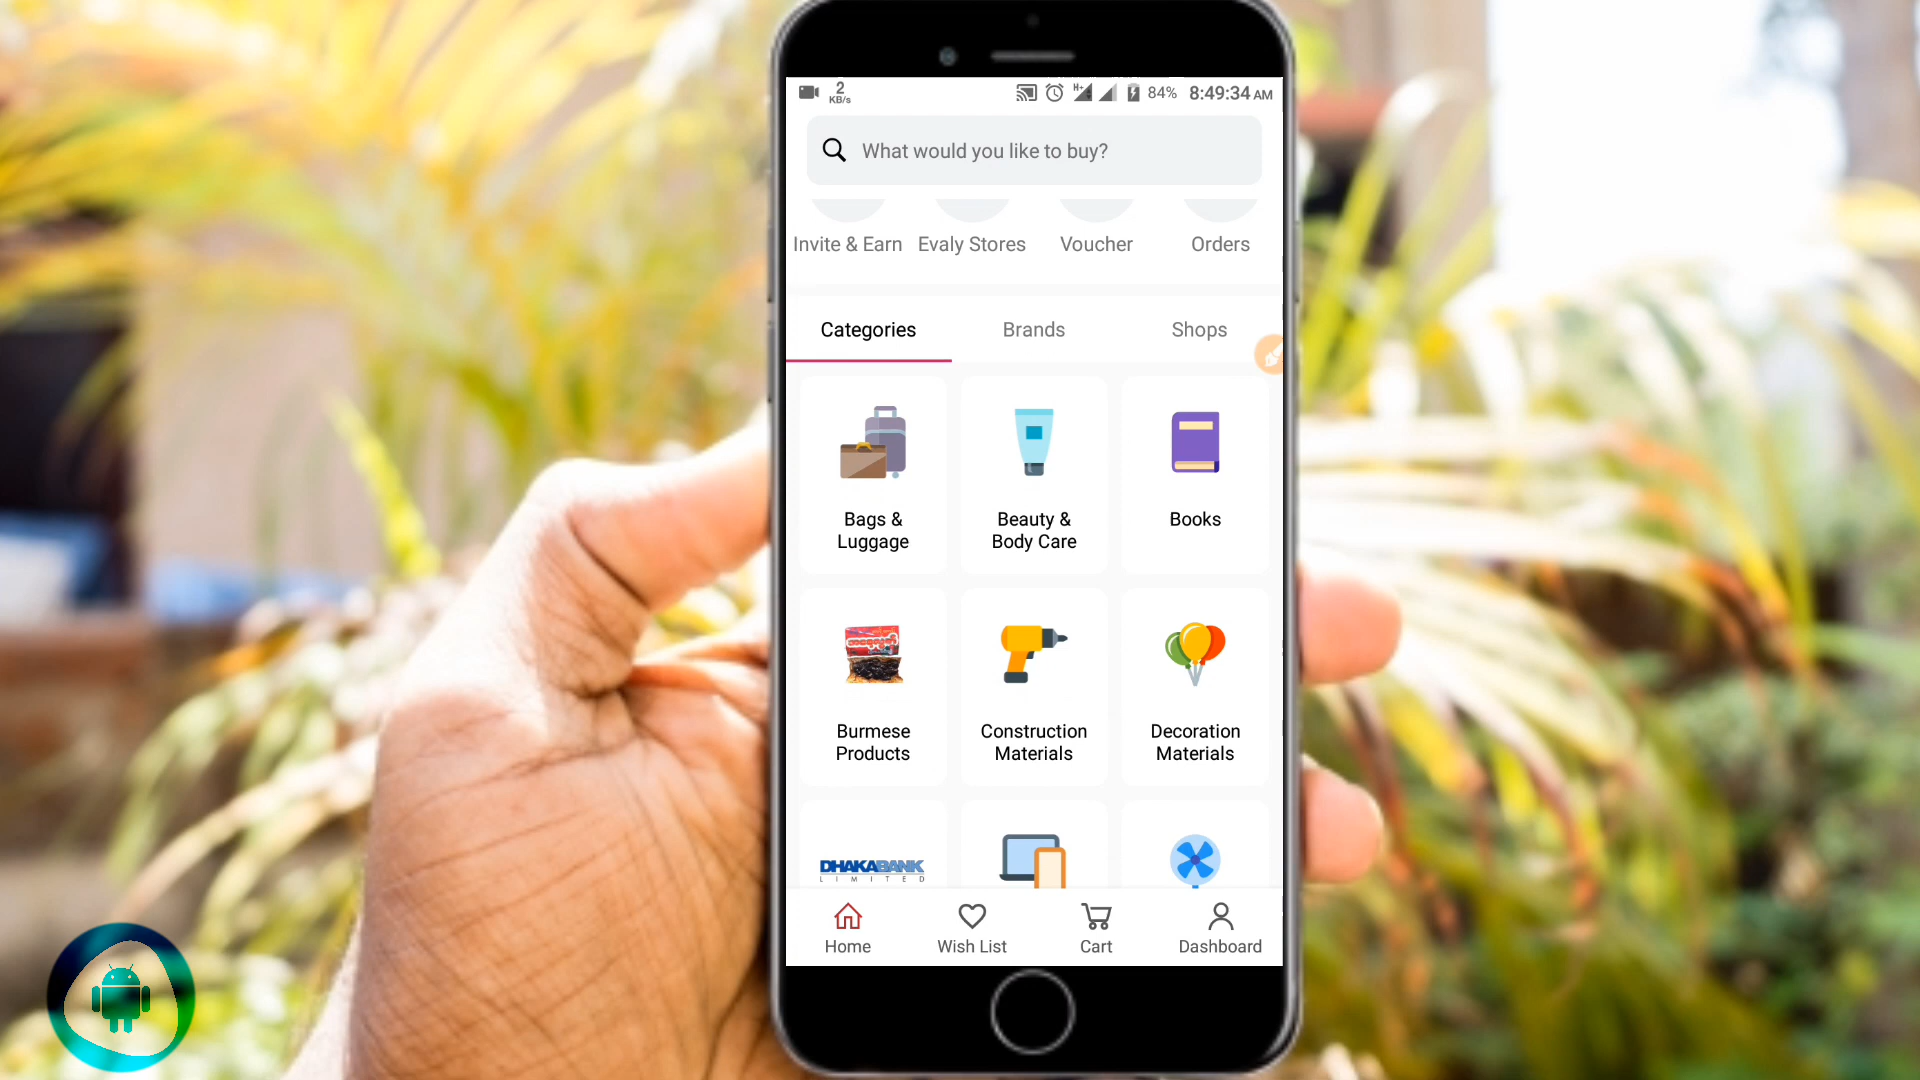 2
KB/s
H+
84%
8:49:34 AM
What would you like to buy?
Invite & Earn
Evaly Stores
Voucher
Orders
Categories
Brands
Shops
Bags &
Luggage
Beauty &
Body Care
Books
Burmese
Products
Construction
Materials
Decoration
Materials
DHAKABANK
LIMITED
Home
Wish List
Cart
Dashboard